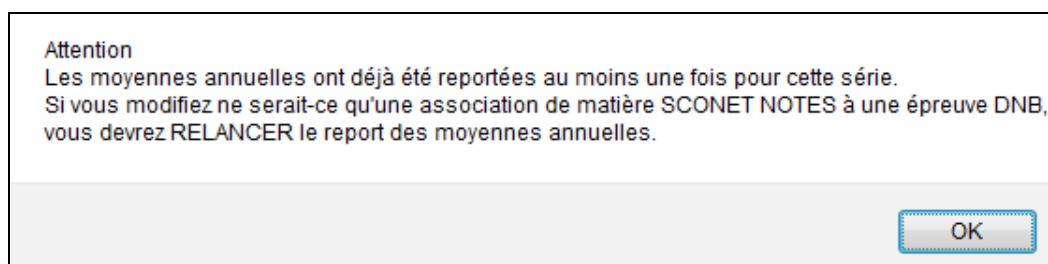 Attention
Les moyennes annuelles ont déjà été reportées au moins une fois pour cette série.
Si vous modifiez ne serait-ce qu'une association de matière SCONET NOTES à une épreuve DNB,
vous devrez RELANCER le report des moyennes annuelles.
OK